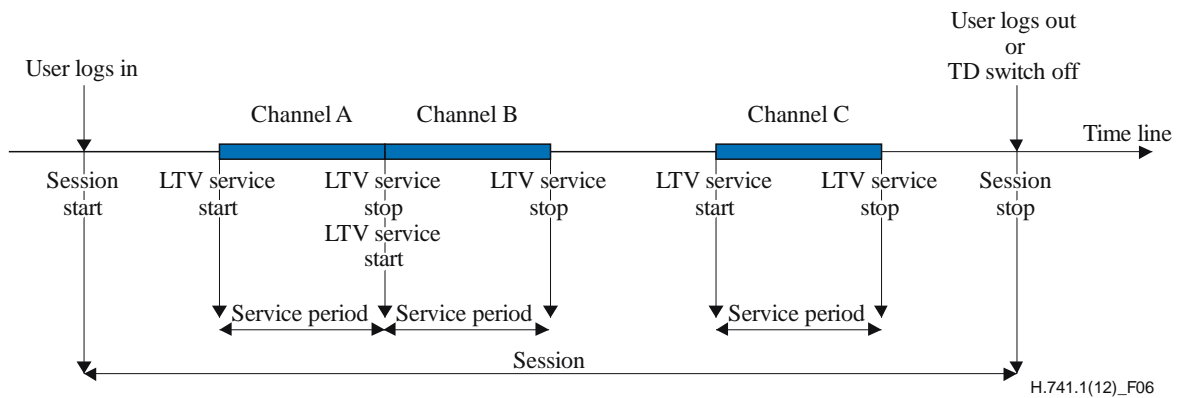 User logs out
or
TD switch off
User logs in
Channel A
Channel B
Channel C
Time line
Session
start
LTV service
start
LTV service
stop
LTV service
start
LTV service
stop
LTV service
start
LTV service
stop
Session
stop
Service period
Service period
Service period
Session
H.741.1(12)_F06